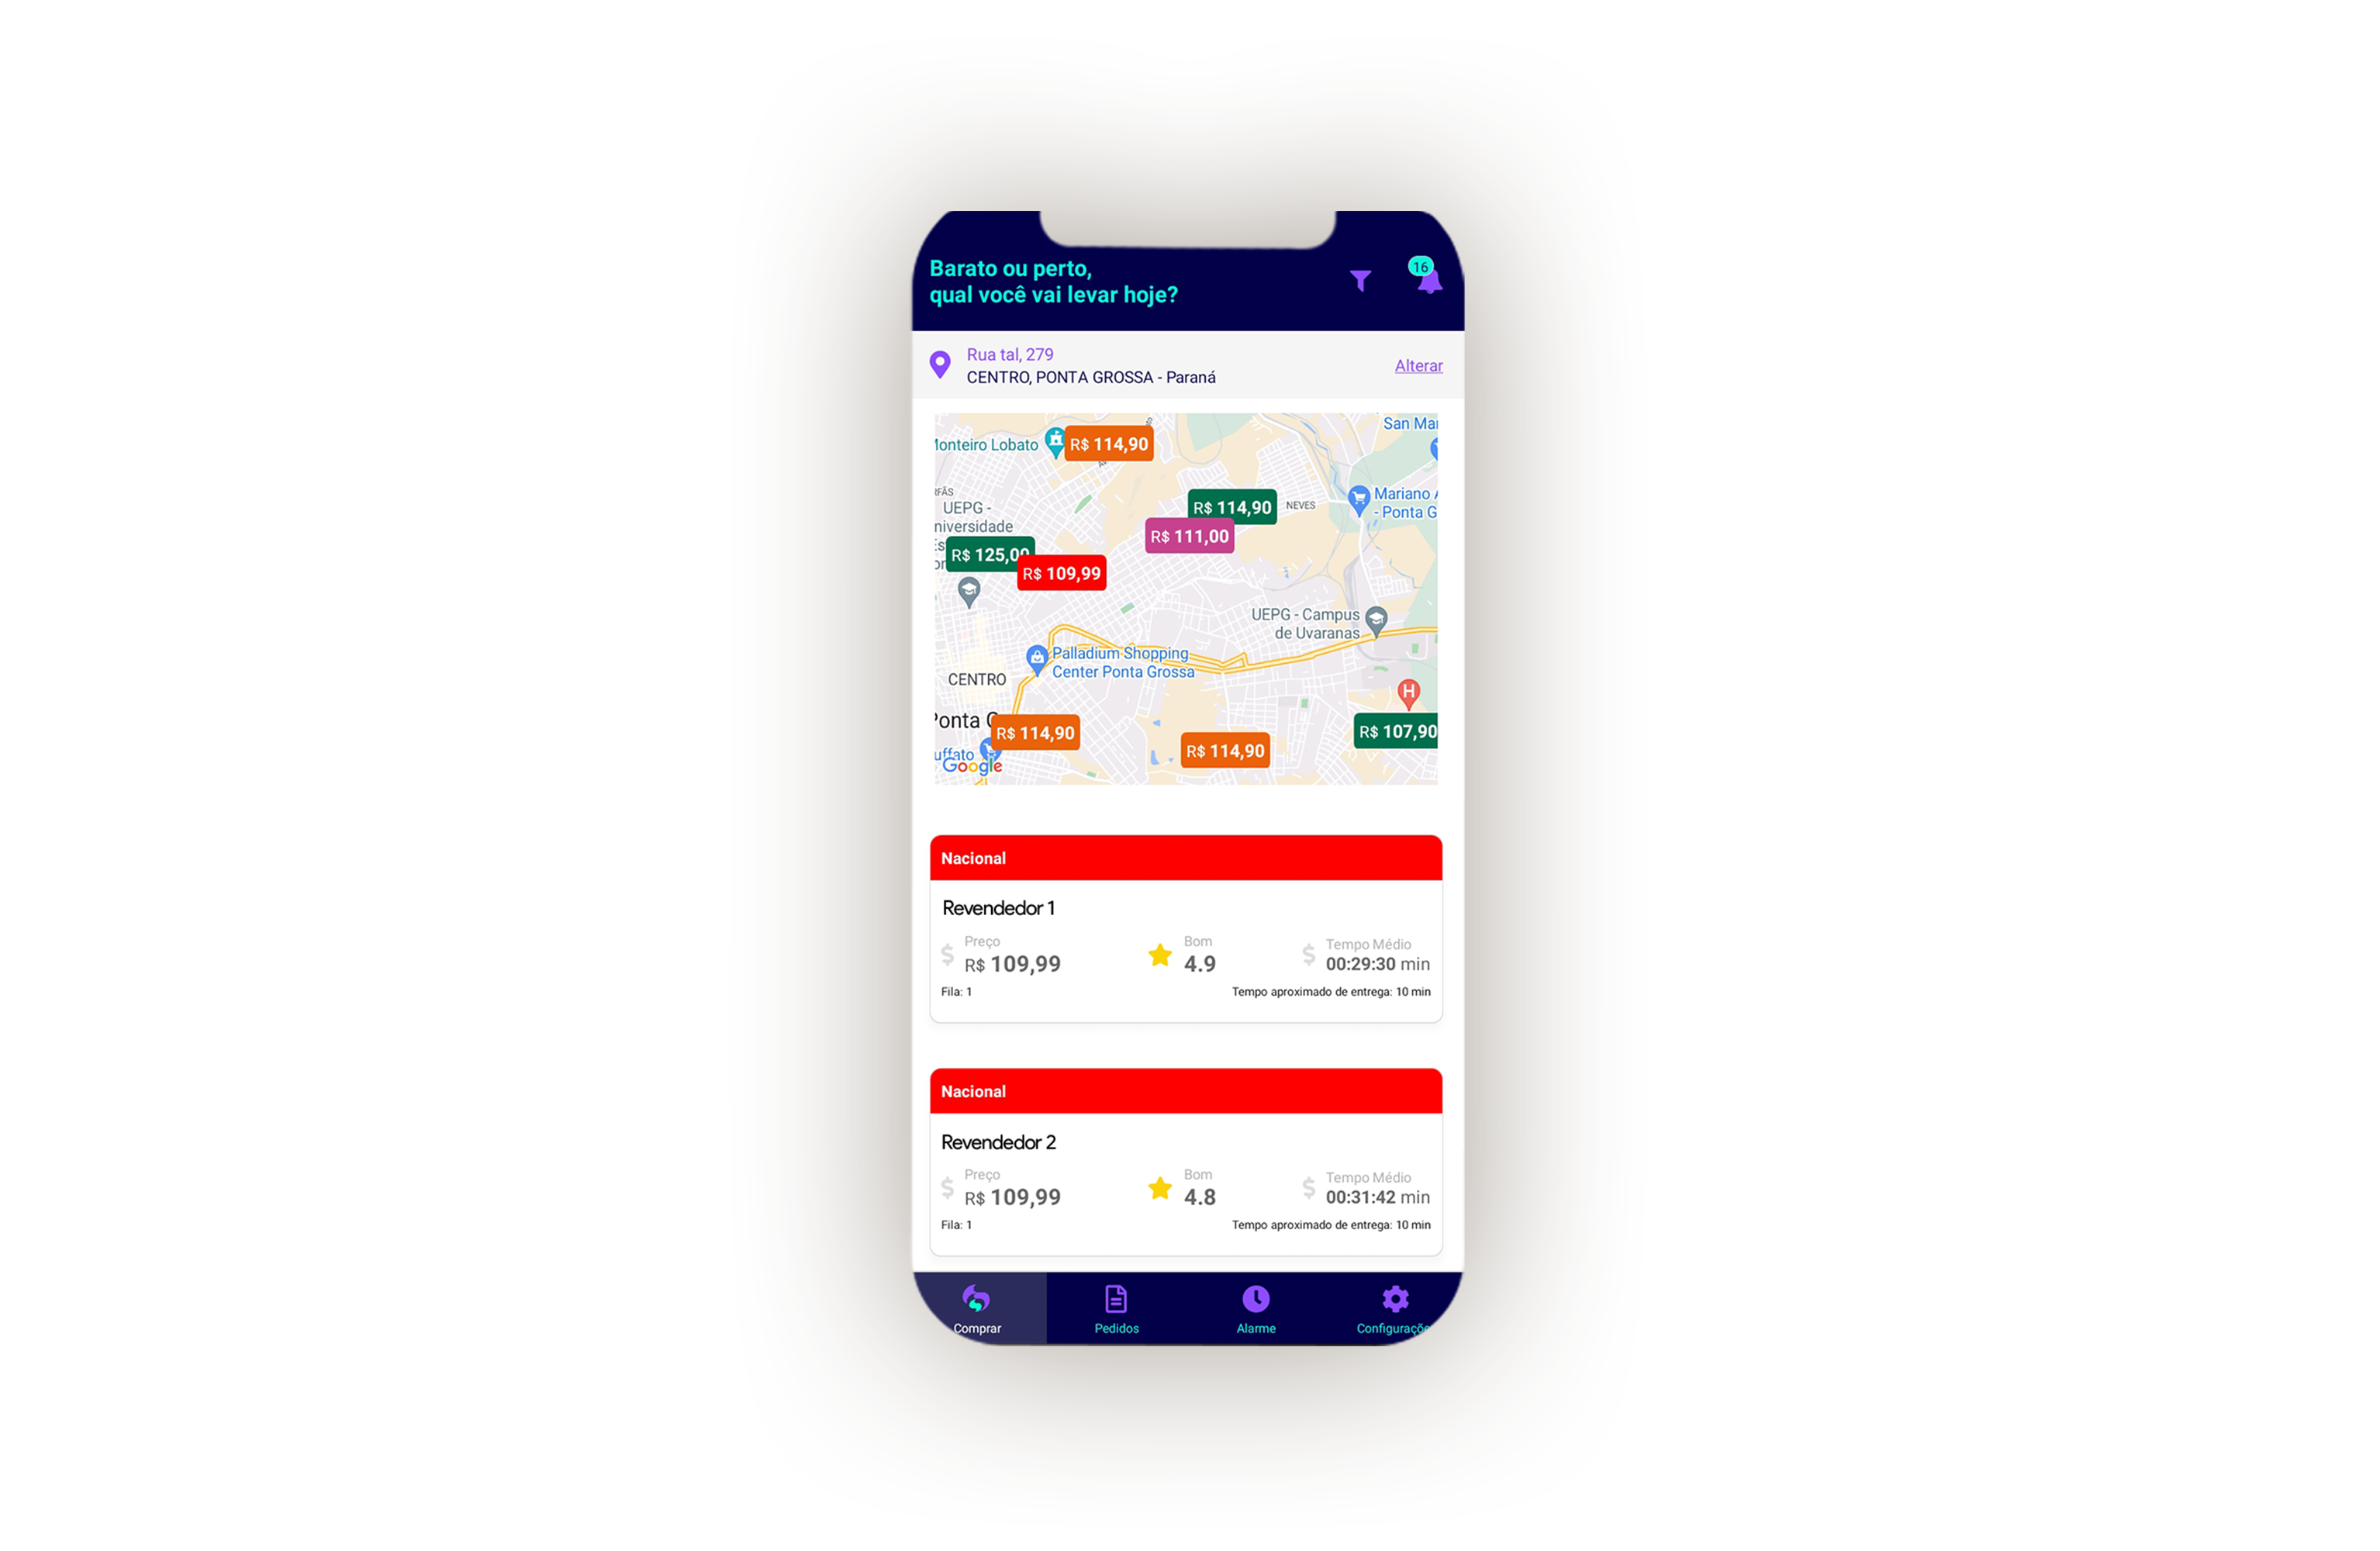 Barato ou perto,
qual você vai levar hoje?
16
Rua tal, 279
CENTRO, PONTA GROSSA - Paraná
Alterar
Monteiro Lobato
R$ 114,90
San Mar
RFÃS
UEPG -
niversidade
Es
or
R$ 114,90
NEVES
Mariano A
- Ponta G
R$ 111,00
R$ 125,00
R$ 109,99
UEPG - Campus
de Uvaranas
Palladium Shopping
Center Ponta Grossa
CENTRO
H
Ponta G
R$ 114,90
R$ 114,90
R$ 107,90
uffato
Google
Nacional
Revendedor 1
Preço
R$ 109,99
Bom
4.9
Tempo Médio
00:29:30 min
Fila: 1
Tempo aproximado de entrega: 10 min
Nacional
Revendedor 2
Preço
R$ 109,99
Bom
4.8
Tempo Médio
00:31:42 min
Fila: 1
Tempo aproximado de entrega: 10 min
Comprar
Pedidos
Alarme
Configuraçõe